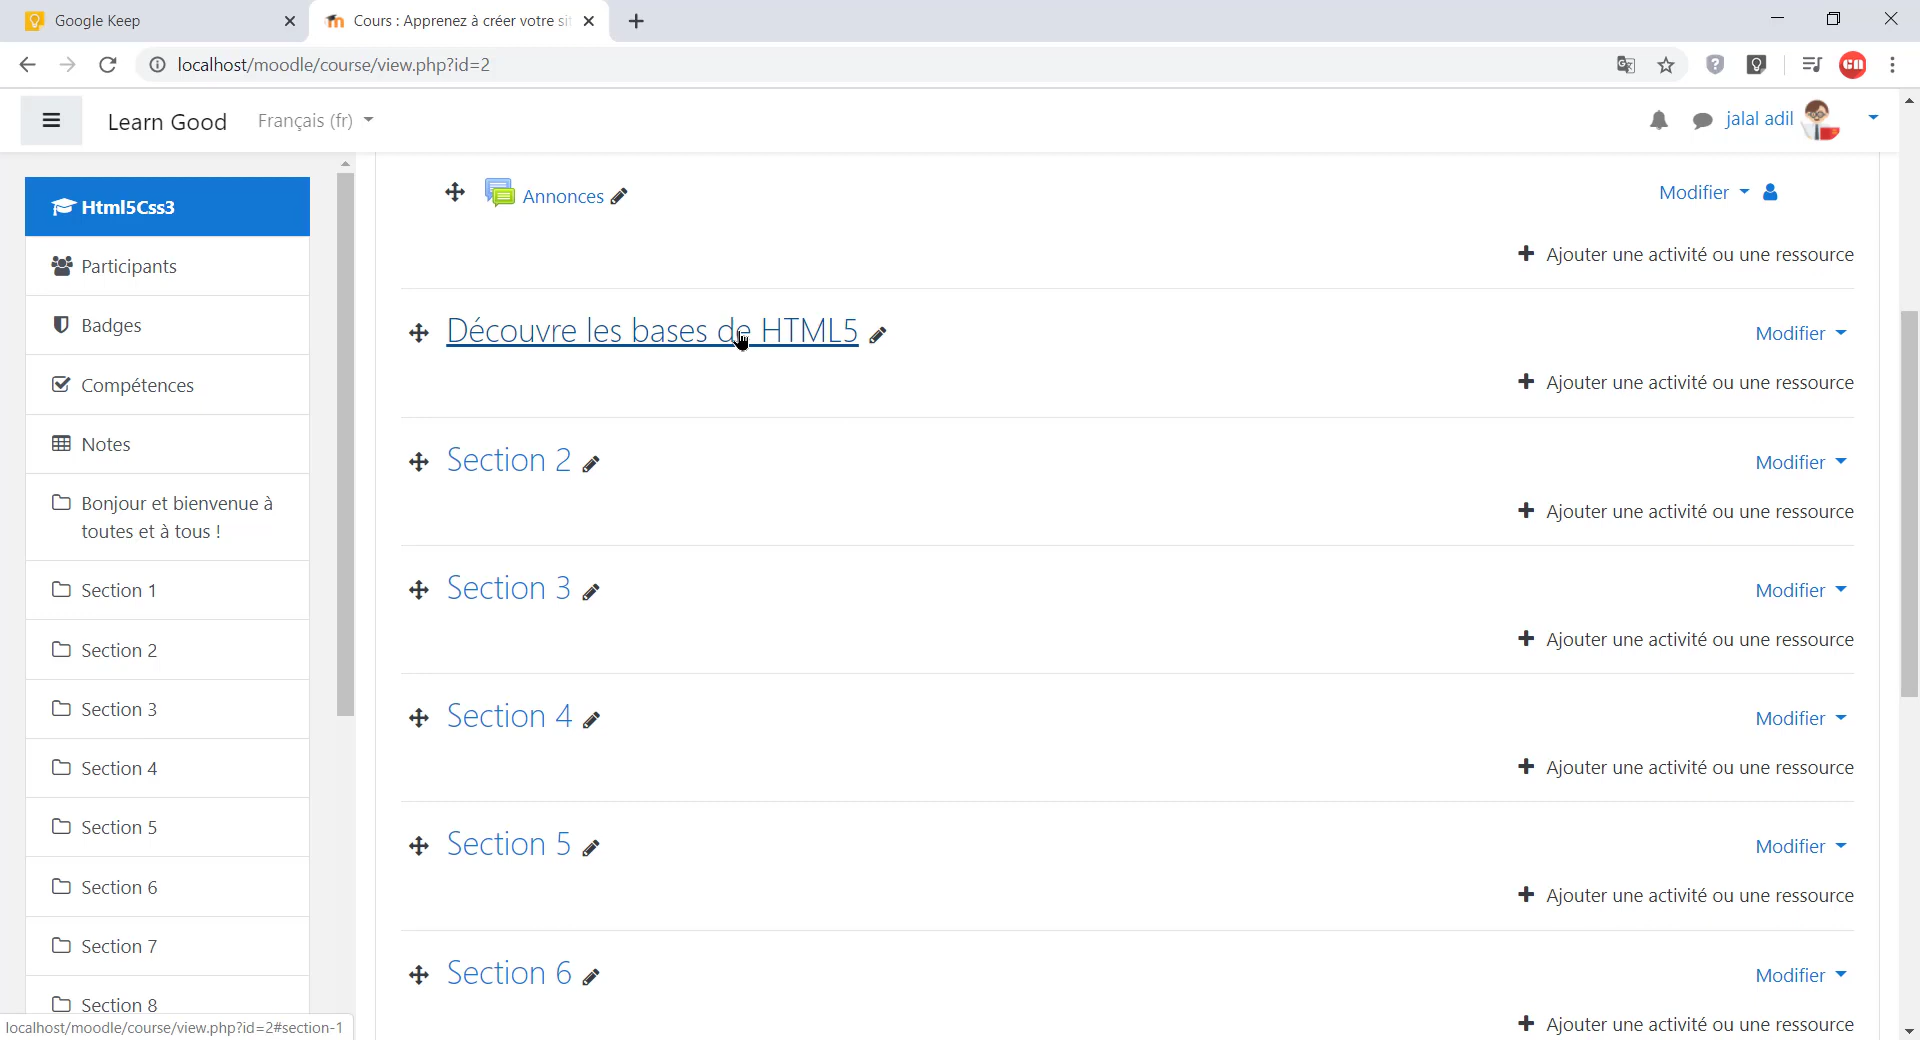 Google Keep
Cours : Apprenez à créer votre sit
localhost/moodle/course/view.php?id=2
Learn Good
Français (fr)
jalal adil
Html5Css3
Participants
Badges
Compétences
Notes
Bonjour et bienvenue à
toutes et à tous !
Section 1
Section 2
Section 3
Section 4
Section 5
Section 6
Section 7
Section 8
Annonces
Modifier
Ajouter une activité ou une ressource
Découvre les bases de HTML5
Modifier
Ajouter une activité ou une ressource
Section 2
Modifier
Ajouter une activité ou une ressource
Section 3
Modifier
Ajouter une activité ou une ressource
Section 4
Modifier
Ajouter une activité ou une ressource
Section 5
Modifier
Ajouter une activité ou une ressource
Section 6
Modifier
Ajouter une activité ou une ressource
localhost/moodle/course/view.php?id=2#section-1